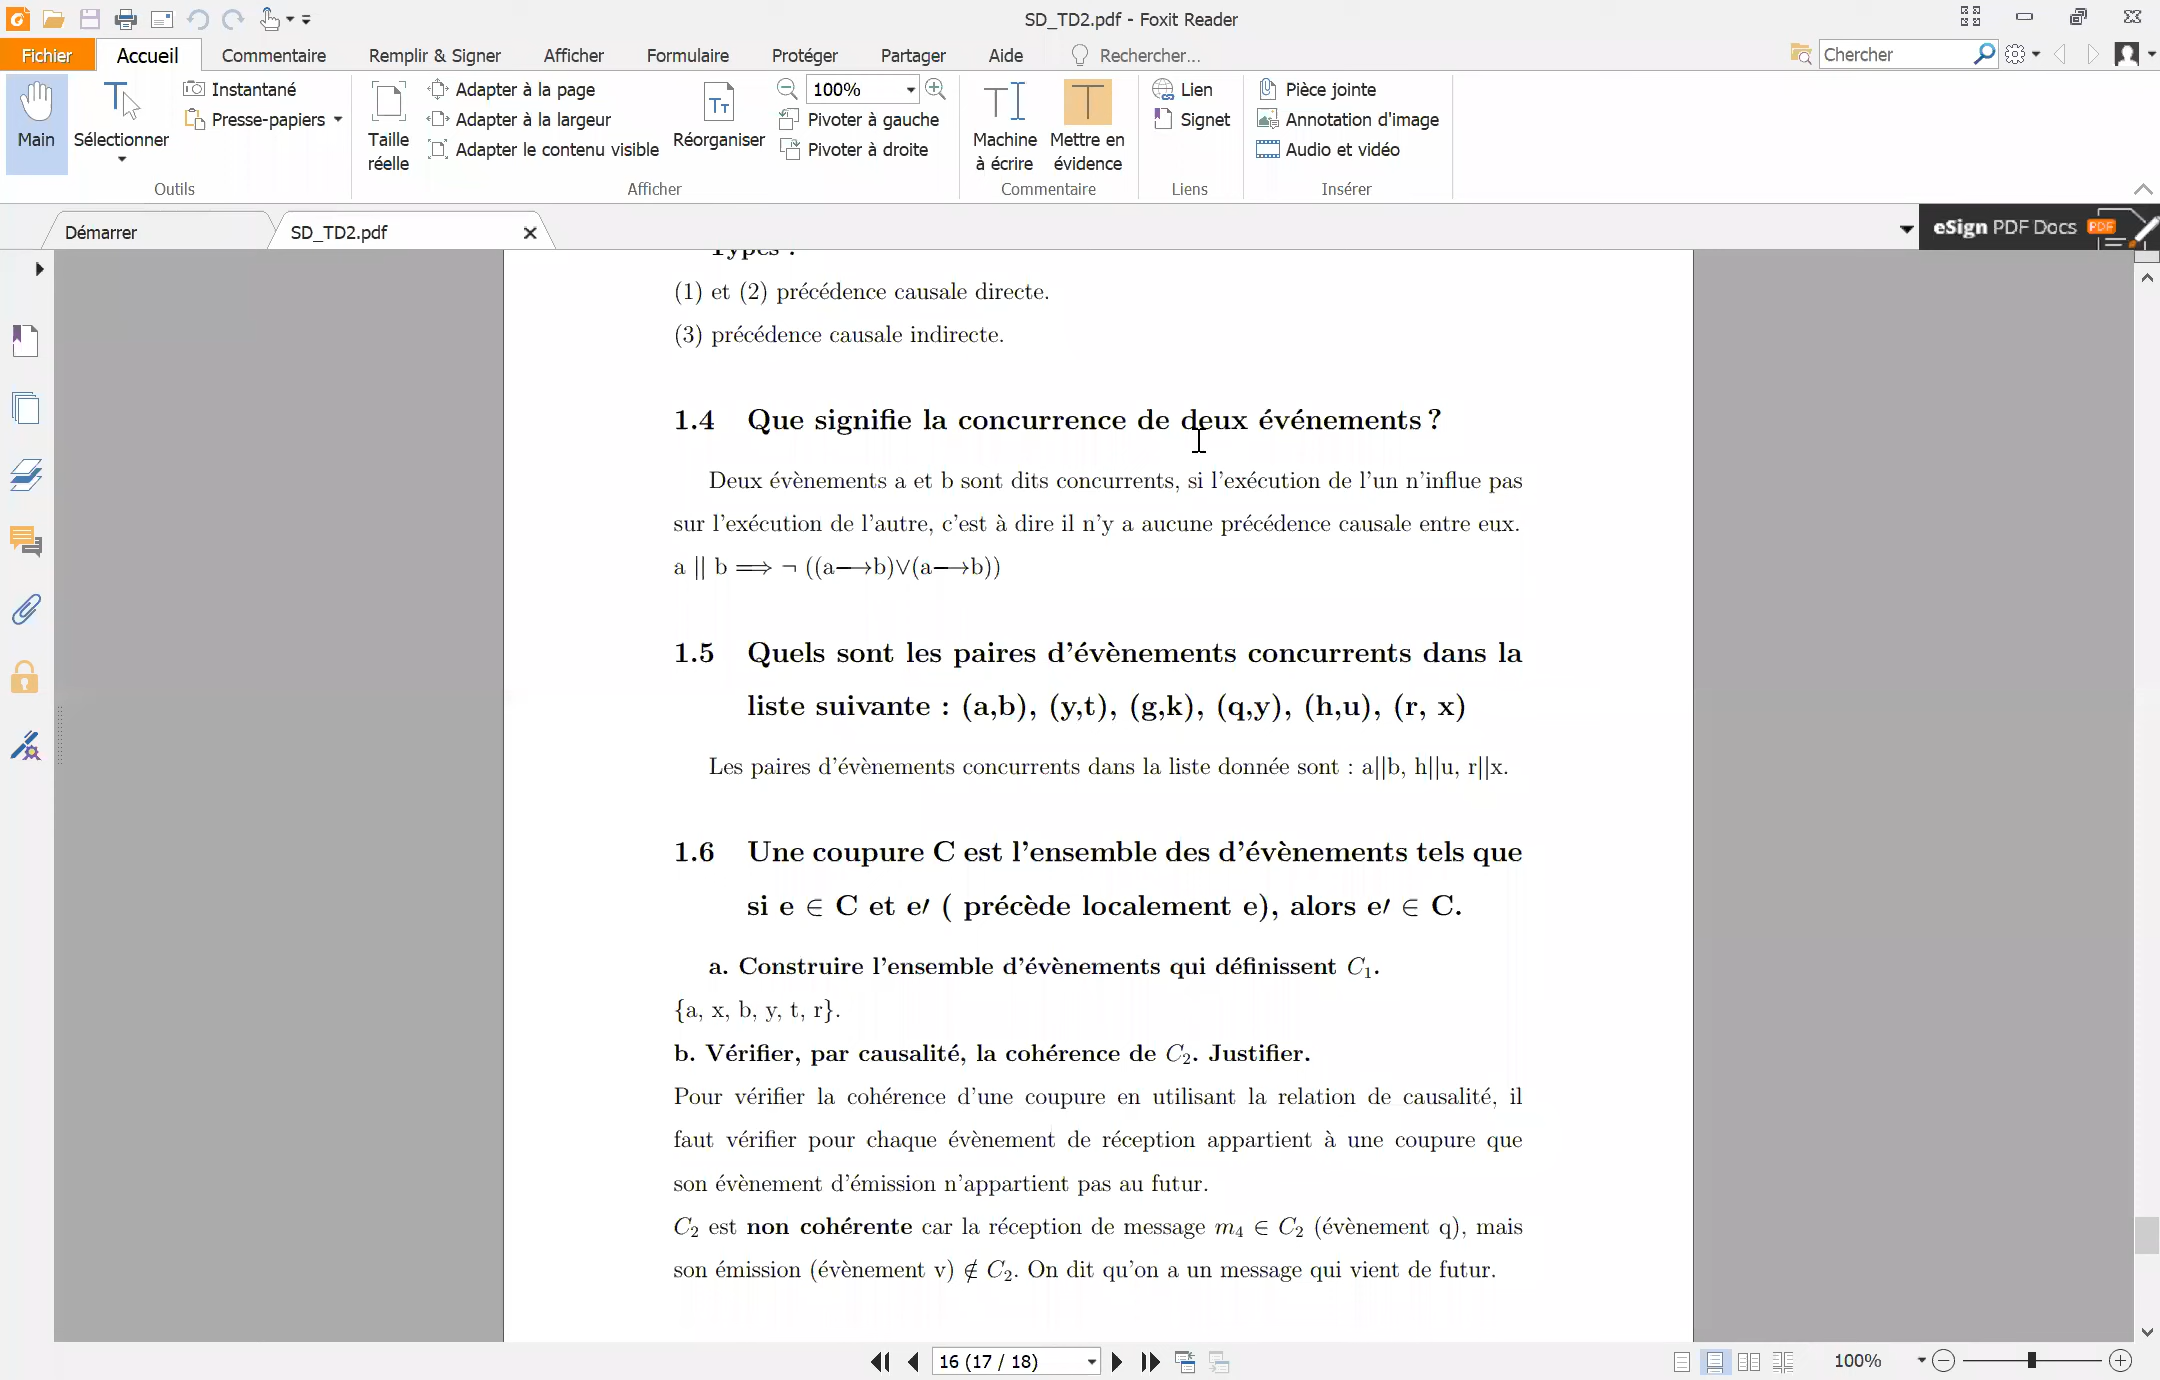 SD_TD2.pdf - Foxit Reader
Fichier Accueil Commentaire Remplir & Signer Afficher Formulaire Protéger Partager Aide Rechercher... Chercher
Main
Sélectionner
Instantané
Presse-papiers
Outils
Taille
réelle
Adapter à la page
Adapter à la largeur
Adapter le contenu visible
Réorganiser
100%
Pivoter à gauche
Pivoter à droite
Afficher
Machine
à écrire
Mettre en
évidence
Commentaire
Lien
Signet
Liens
Pièce jointe
Annotation d'image
Audio et vidéo
Insérer
Démarrer
SD_TD2.pdf
eSign PDF Docs PDF
Types :
(1) et (2) précédence causale directe.
(3) précédence causale indirecte.
1.4 Que signifie la concurrence de deux événements ?
Deux évènements a et b sont dits concurrents, si l'exécution de l'un n'influe pas
sur l'exécution de l'autre, c'est à dire il n'y a aucune précédence causale entre eux.
a || b ⟹ ¬ ((a⟶b)∨(a⟶b))
1.5 Quels sont les paires d'évènements concurrents dans la
liste suivante : (a,b), (y,t), (g,k), (q,y), (h,u), (r, x)
Les paires d'évènements concurrents dans la liste donnée sont : a||b, h||u, r||x.
1.6 Une coupure C est l'ensemble des d'évènements tels que
si e ∈ C et e′ ( précède localement e), alors e′ ∈ C.
a. Construire l'ensemble d'évènements qui définissent C₁.
{a, x, b, y, t, r}.
b. Vérifier, par causalité, la cohérence de C₂. Justifier.
Pour vérifier la cohérence d'une coupure en utilisant la relation de causalité, il
faut vérifier pour chaque évènement de réception appartient à une coupure que
son évènement d'émission n'appartient pas au futur.
C₂ est non cohérente car la réception de message m₄ ∈ C₂ (évènement q), mais
son émission (évènement v) ∉ C₂. On dit qu'on a un message qui vient de futur.
16 (17 / 18)
100%